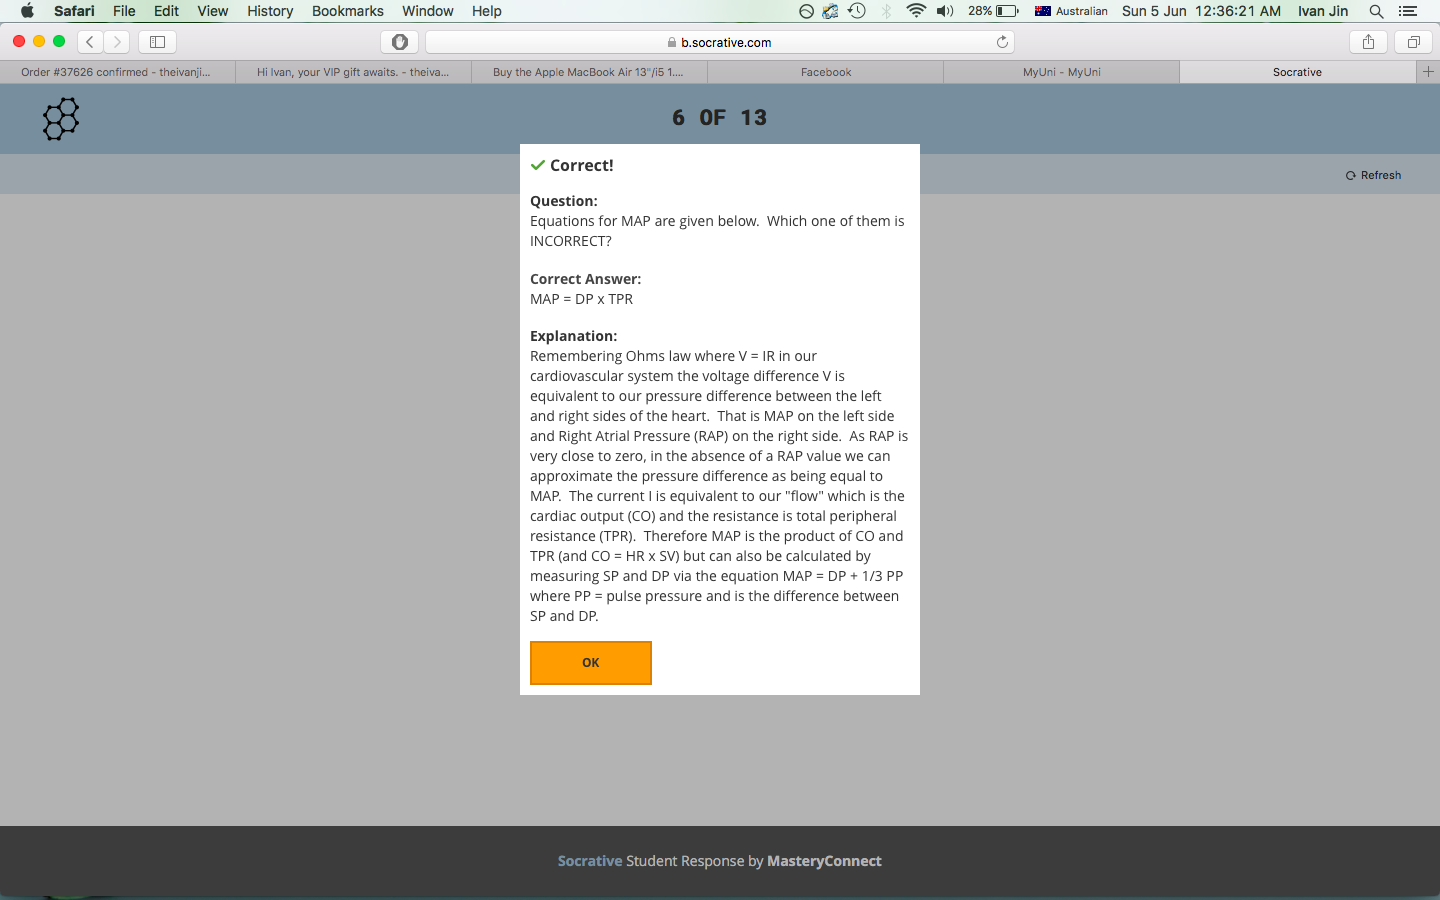 Safari File Edit View History Bookmarks Window Help 28% Australian Sun 5 Jun 12:36:21 AM Ivan Jin
b.socrative.com
Order #37626 confirmed - theivanji... Hi Ivan, your VIP gift awaits. - theiva... Buy the Apple MacBook Air 13"/i5 1.... Facebook MyUni - MyUni Socrative
6 OF 13
Refresh
Correct!
Question:
Equations for MAP are given below.  Which one of them is
INCORRECT?
Correct Answer:
MAP = DP x TPR
Explanation:
Remembering Ohms law where V = IR in our
cardiovascular system the voltage difference V is
equivalent to our pressure difference between the left
and right sides of the heart.  That is MAP on the left side
and Right Atrial Pressure (RAP) on the right side.  As RAP is
very close to zero, in the absence of a RAP value we can
approximate the pressure difference as being equal to
MAP.  The current I is equivalent to our "flow" which is the
cardiac output (CO) and the resistance is total peripheral
resistance (TPR).  Therefore MAP is the product of CO and
TPR (and CO = HR x SV) but can also be calculated by
measuring SP and DP via the equation MAP = DP + 1/3 PP
where PP = pulse pressure and is the difference between
SP and DP.
OK
Socrative Student Response by MasteryConnect